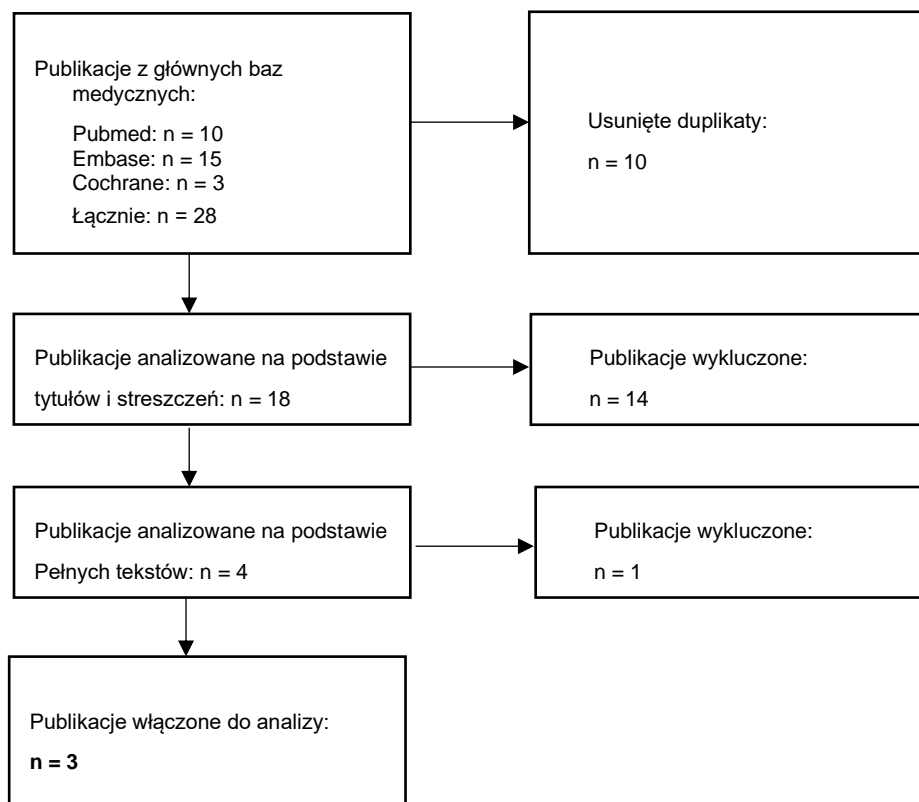 Publikacje z głównych baz
medycznych:
Pubmed: n = 10
Embase: n = 15
Cochrane: n = 3
Łącznie: n = 28
Usunięte duplikaty:
n = 10
Publikacje analizowane na podstawie
tytułów i streszczeń: n = 18
Publikacje wykluczone:
n = 14
Publikacje analizowane na podstawie
Pełnych tekstów: n = 4
Publikacje wykluczone:
n = 1
Publikacje włączone do analizy:
n = 3